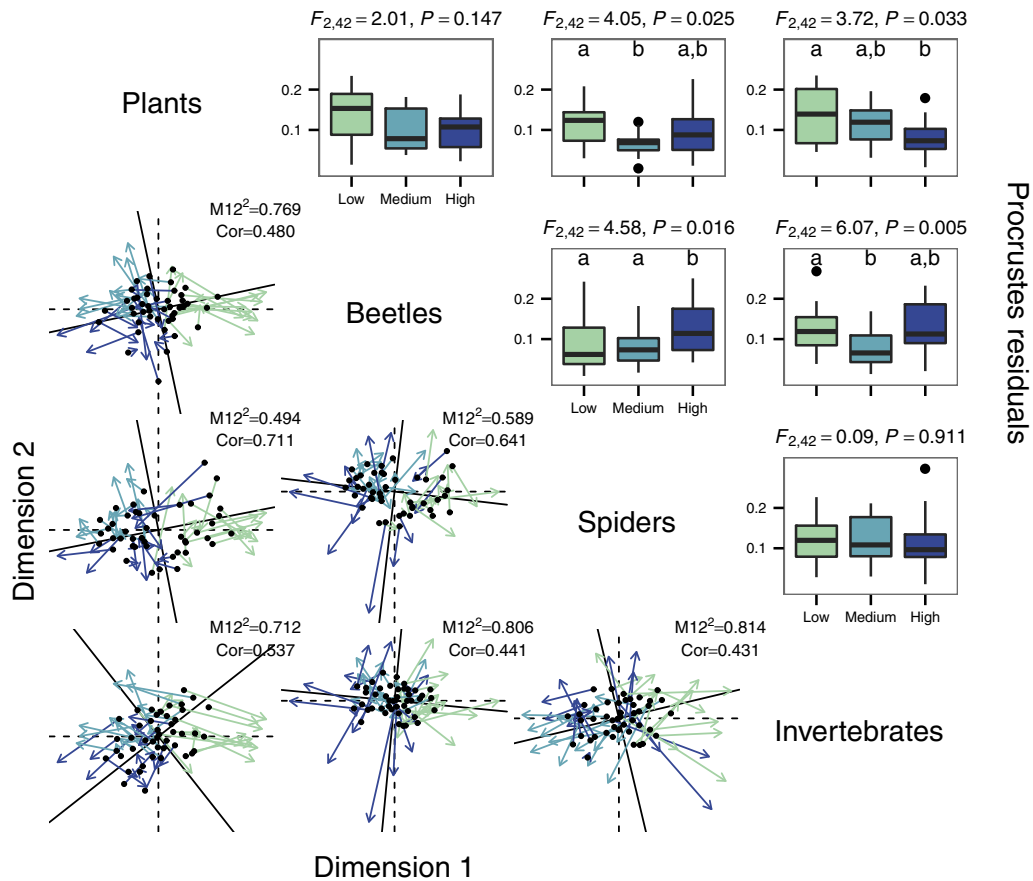 F2,42 = 2.01, P = 0.147
F2,42 = 4.05, P = 0.025
F2,42 = 3.72, P = 0.033
a b a,b
a a,b b
Plants
0.2
0.1
0.2
0.1
0.2
0.1
Low Medium High
M12²=0.769
Cor=0.480
F2,42 = 4.58, P = 0.016
F2,42 = 6.07, P = 0.005
a a b
a b a,b
Beetles
0.2
0.1
0.2
0.1
Low Medium High
M12²=0.494
Cor=0.711
M12²=0.589
Cor=0.641
F2,42 = 0.09, P = 0.911
Spiders
0.2
0.1
Low Medium High
M12²=0.712
Cor=0.537
M12²=0.806
Cor=0.441
M12²=0.814
Cor=0.431
Invertebrates
Dimension 2
Dimension 1
Procrustes residuals